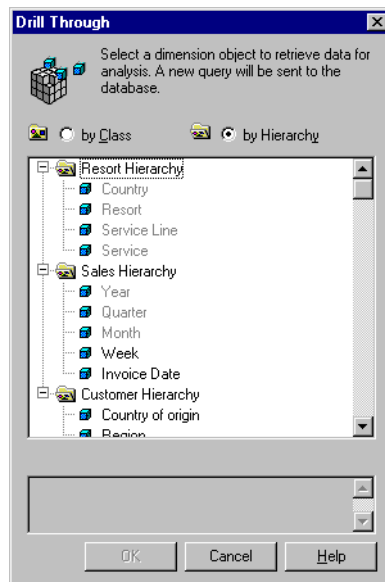 Drill Through
Select a dimension object to retrieve data for
analysis. A new query will be sent to the
database.
by Class
by Hierarchy
Resort Hierarchy
Country
Resort
Service Line
Service
Sales Hierarchy
Year
Quarter
Month
Week
Invoice Date
Customer Hierarchy
Country of origin
Region
OK
Cancel
Help